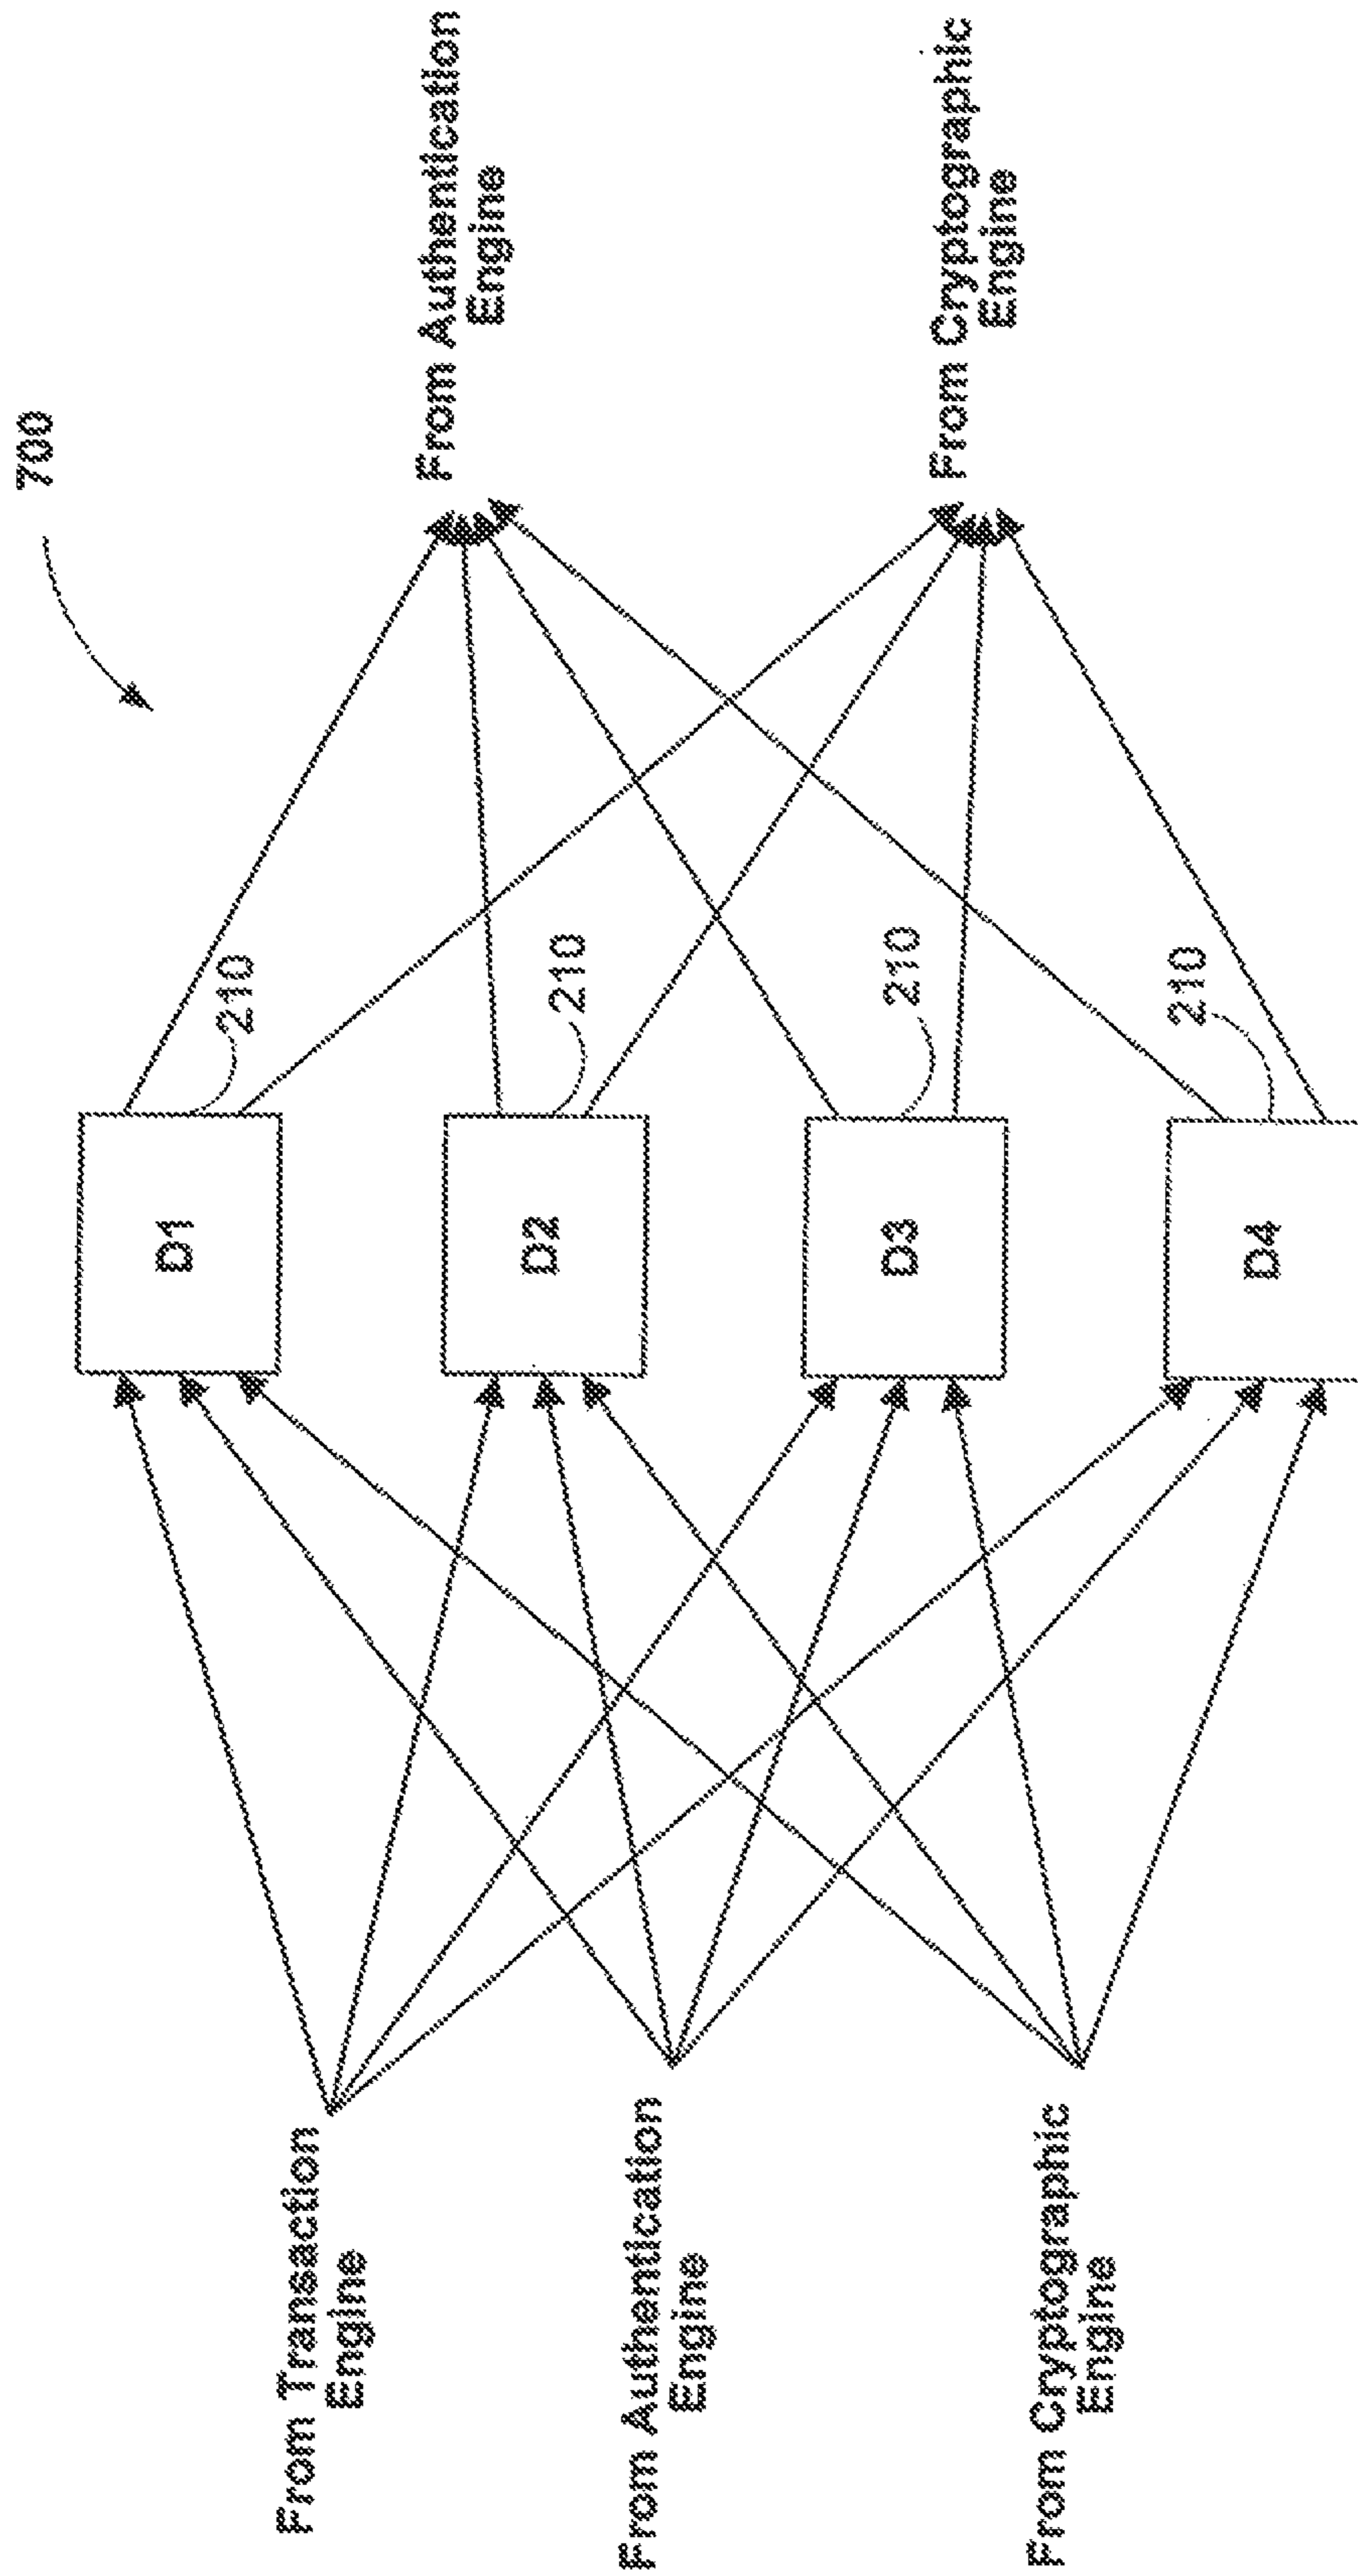 700
From Transaction
Engine
From Authentication
Engine
From Cryptographic
Engine
D1
210
D2
210
D3
210
D4
210
From Authentication
Engine
From Cryptographic
Engine